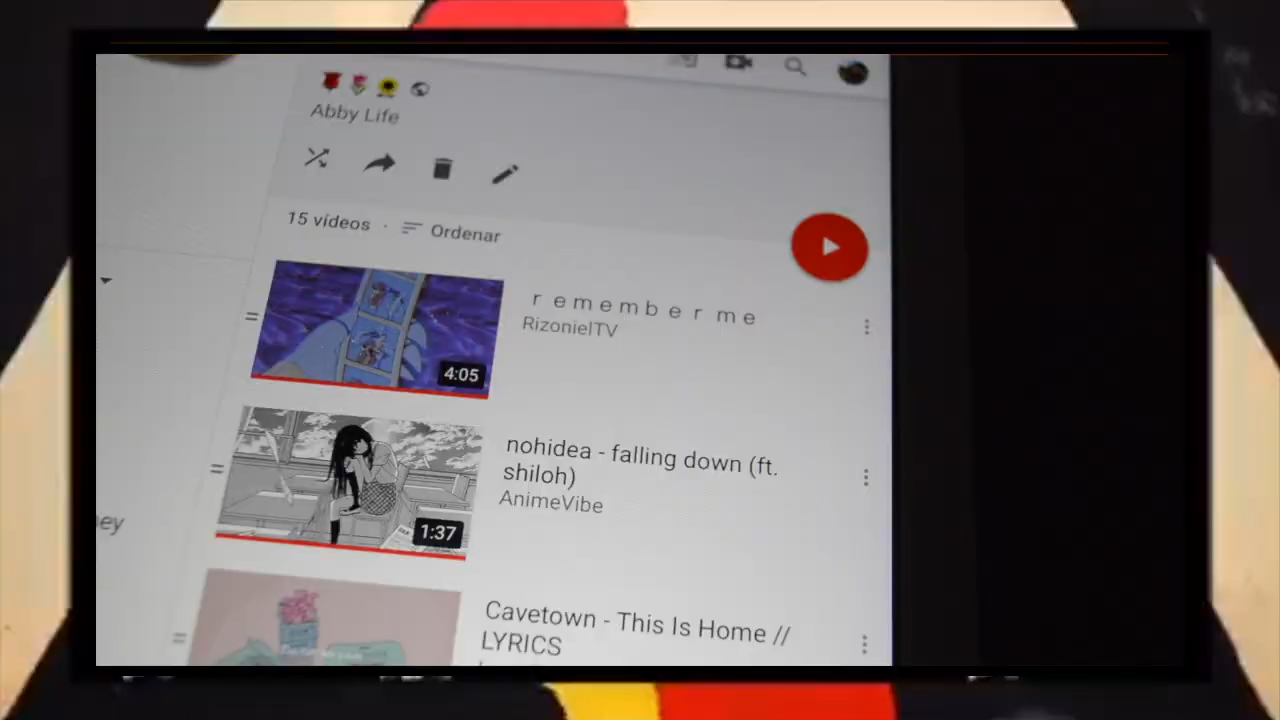 Abby Life
15 vídeos · Ordenar
r e m e m b e r m e
RizonielTV
4:05
nohidea - falling down (ft.
shiloh)
AnimeVibe
1:37
ey
Cavetown - This Is Home //
LYRICS